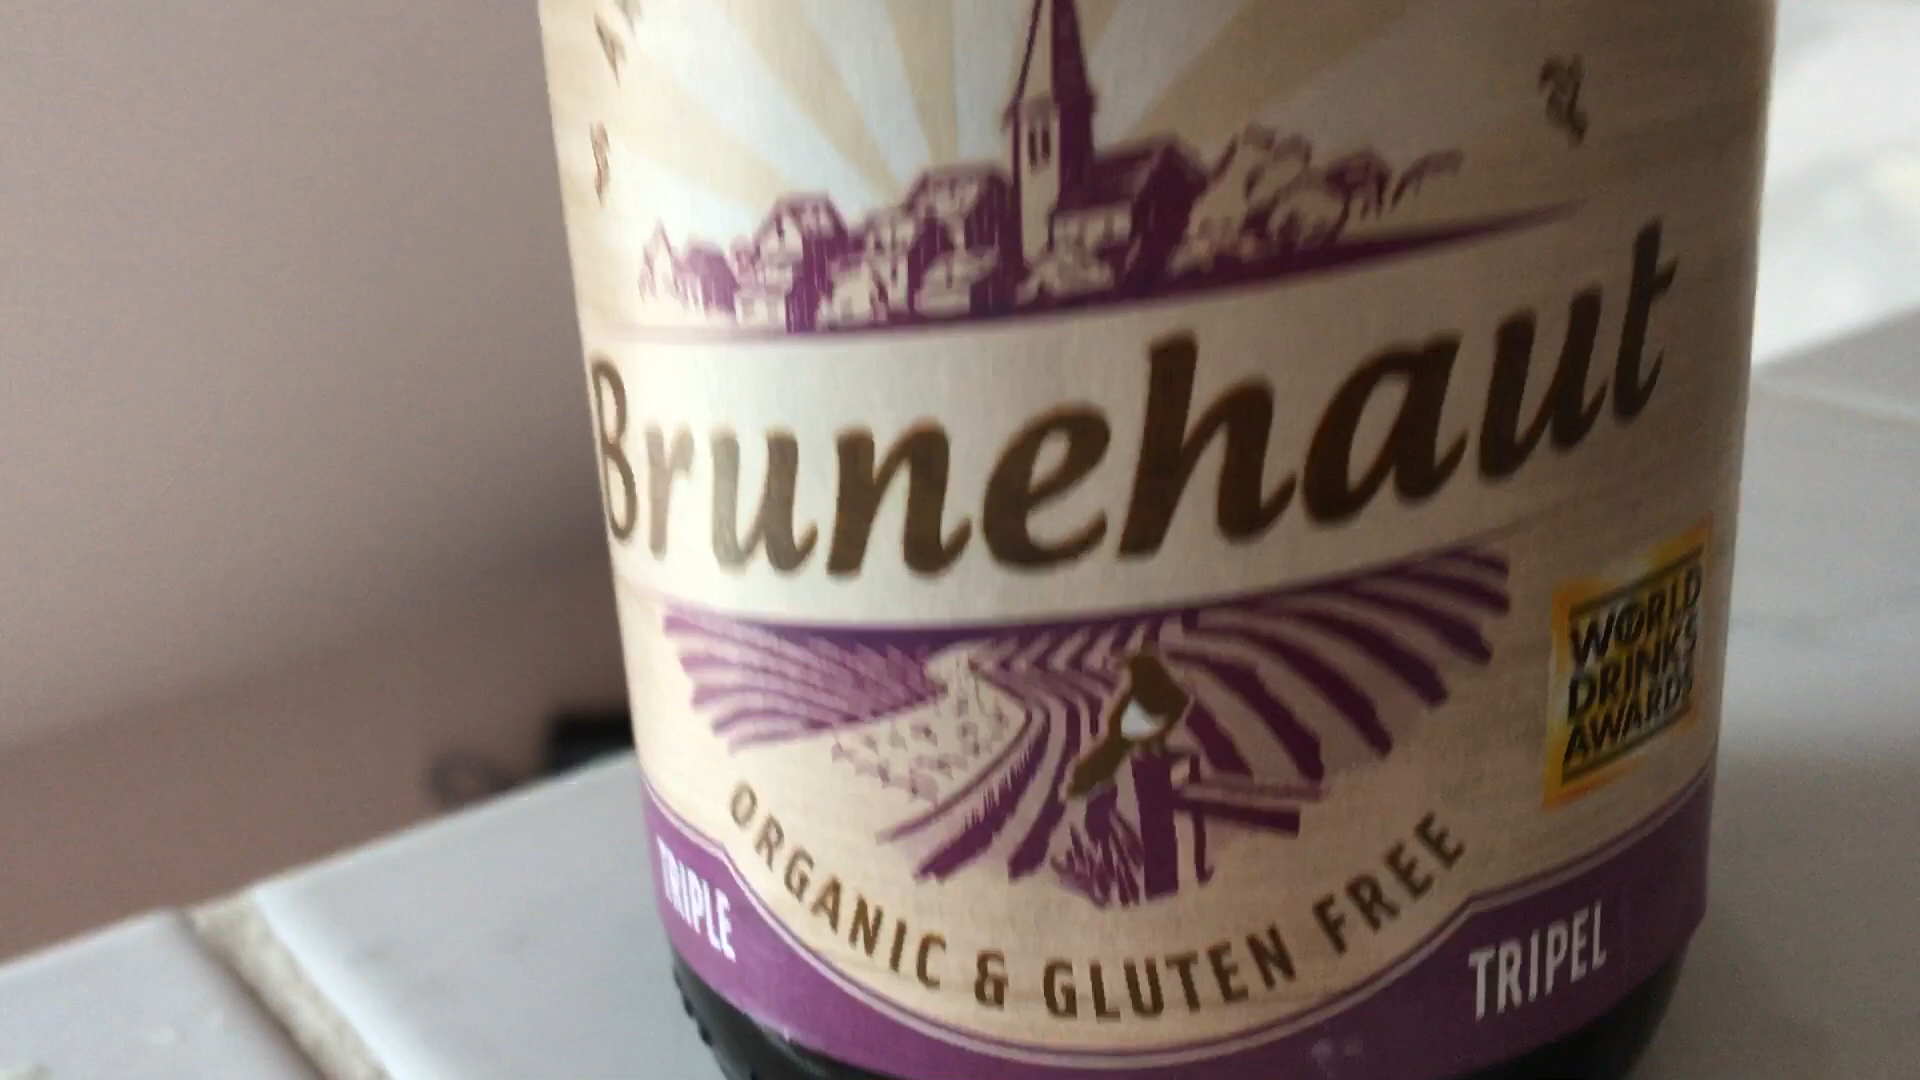 Brunehaut
WORLD
DRINKS
AWARDS
ORGANIC & GLUTEN FREE
TRIPLE
TRIPEL